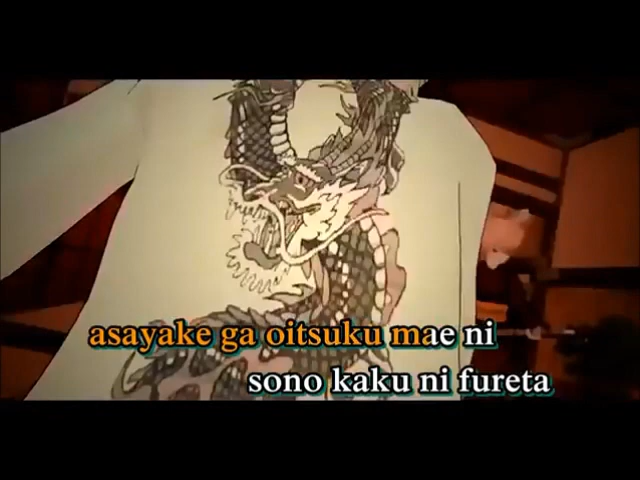 asayake ga oitsuku mae ni
sono kaku ni fureta